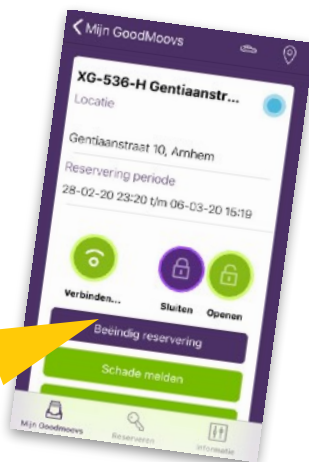 Mijn GoodMoovs
XG-536-H Gentiaanstr...
Locatie
Gentiaanstraat 10, Arnhem
Reservering periode
28-02-20 23:20 t/m 06-03-20 15:19
Verbinden...
Sluiten
Openen
Beëindig reservering
Schade melden
Mijn Goodmoovs
Reserveren
Informatie